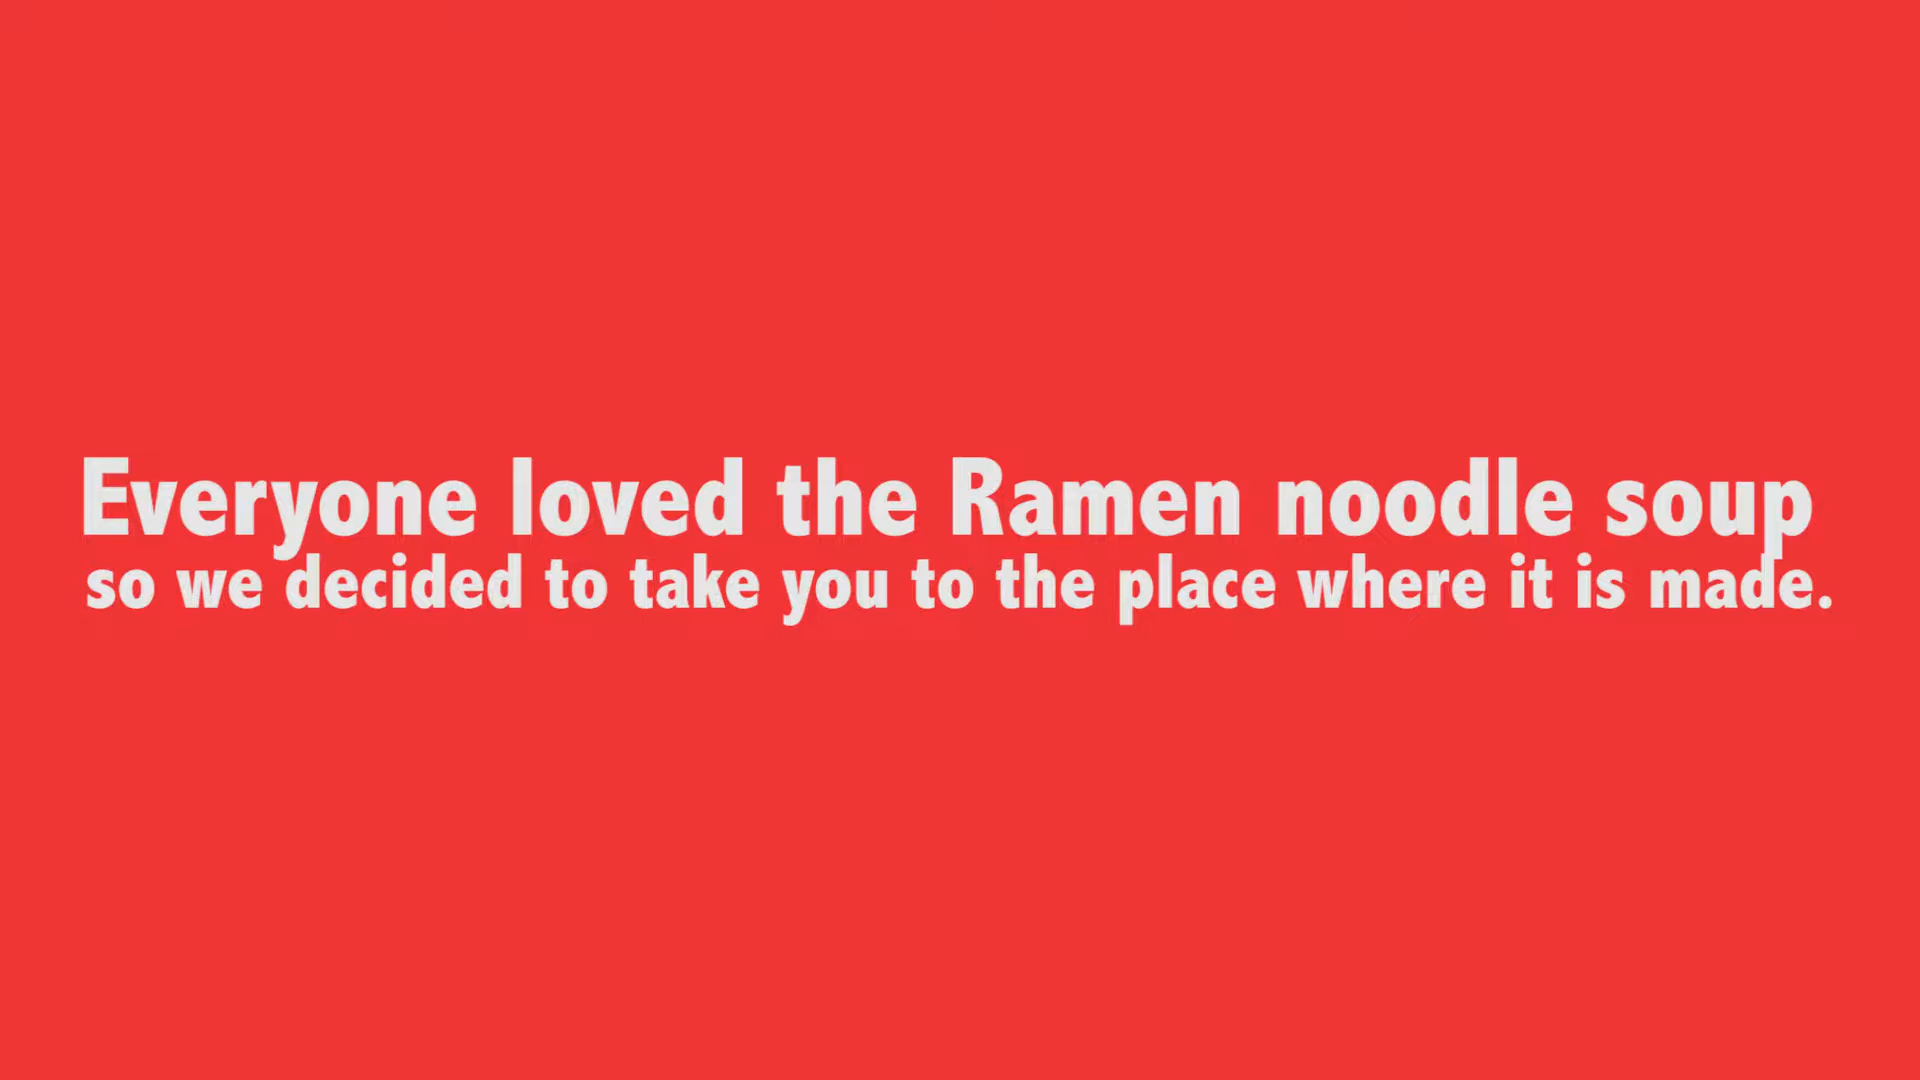 Everyone loved the Ramen noodle soup
so we decided to take you to the place where it is made.